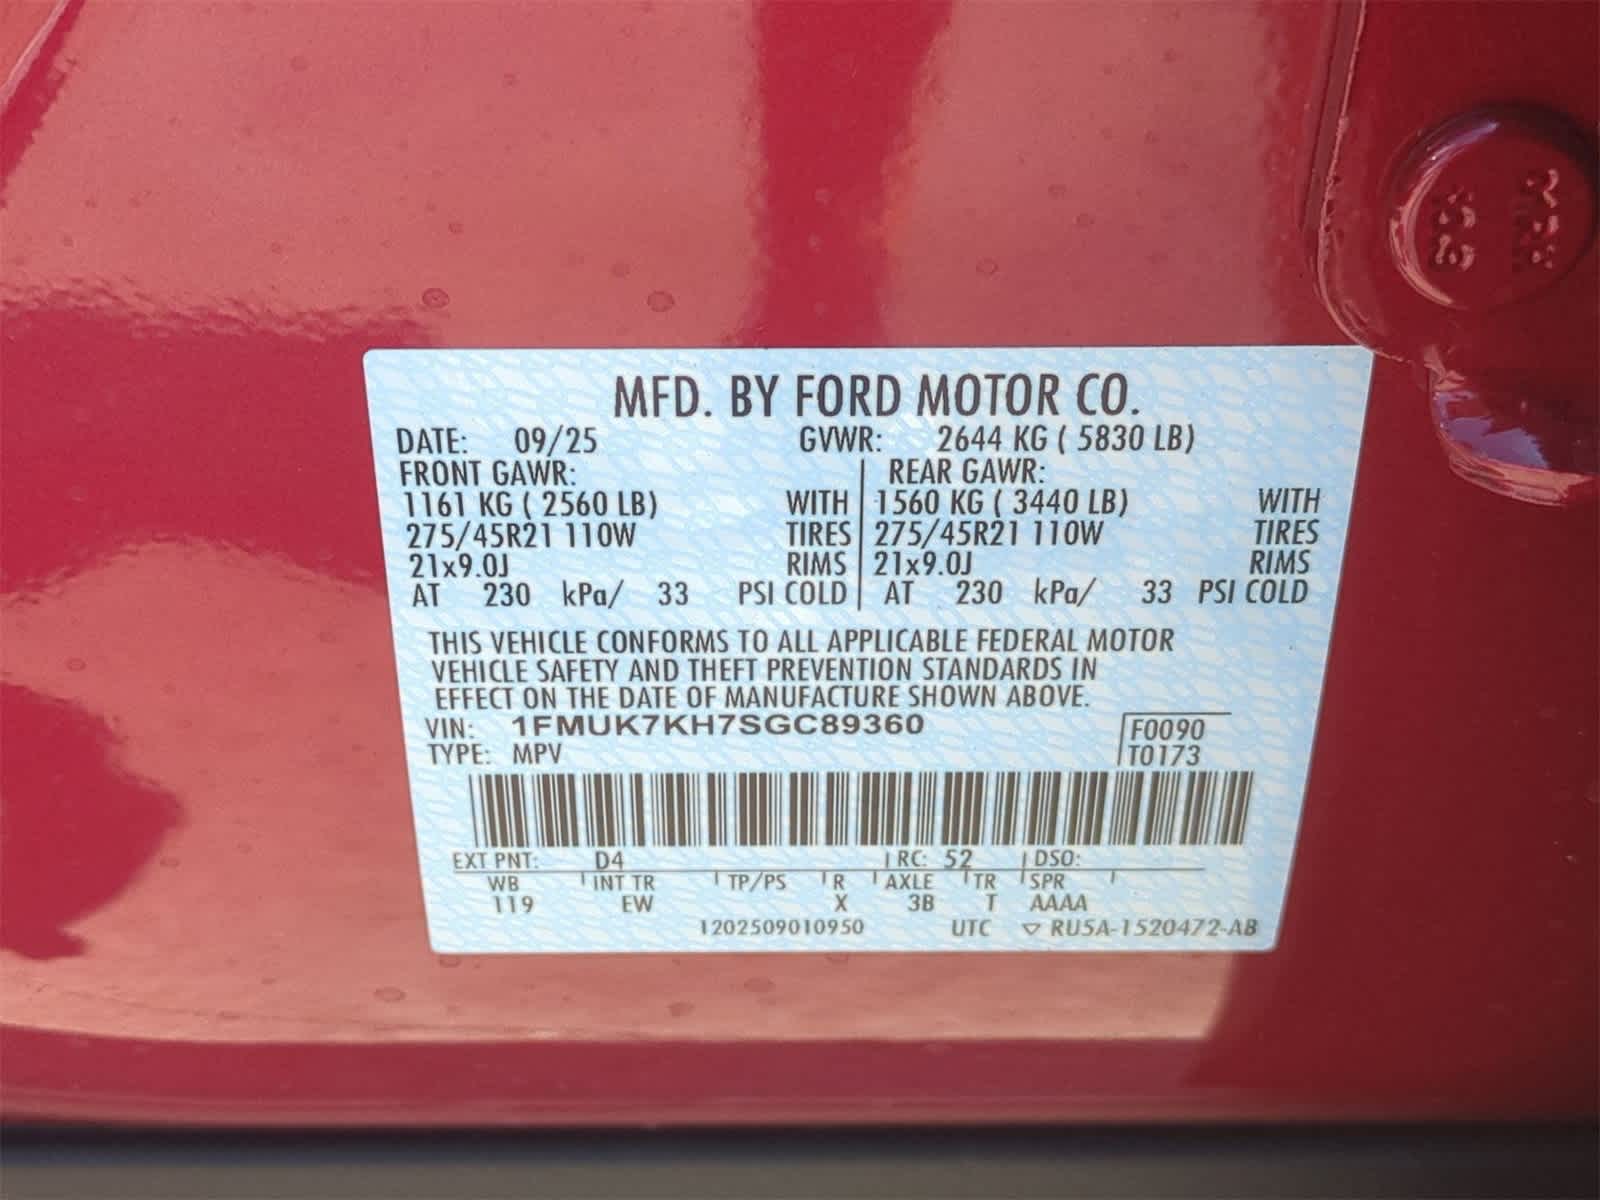 MFD. BY FORD MOTOR CO.
DATE: 09/25 GVWR: 2644 KG ( 5830 LB)
FRONT GAWR: REAR GAWR:
1161 KG ( 2560 LB) WITH 1560 KG ( 3440 LB) WITH
275/45R21 110W TIRES 275/45R21 110W TIRES
21x9.0J RIMS 21x9.0J RIMS
AT 230 kPa/ 33 PSI COLD AT 230 kPa/ 33 PSI COLD
THIS VEHICLE CONFORMS TO ALL APPLICABLE FEDERAL MOTOR
VEHICLE SAFETY AND THEFT PREVENTION STANDARDS IN
EFFECT ON THE DATE OF MANUFACTURE SHOWN ABOVE.
VIN: 1FMUK7KH7SGC89360 F0090
TYPE: MPV T0173
EXT PNT: D4 RC: 52 DSO:
WB INT TR TP/PS R AXLE TR SPR
119 EW X 3B T AAAA
1202509010950 UTC ▽ RU5A-1520472-AB